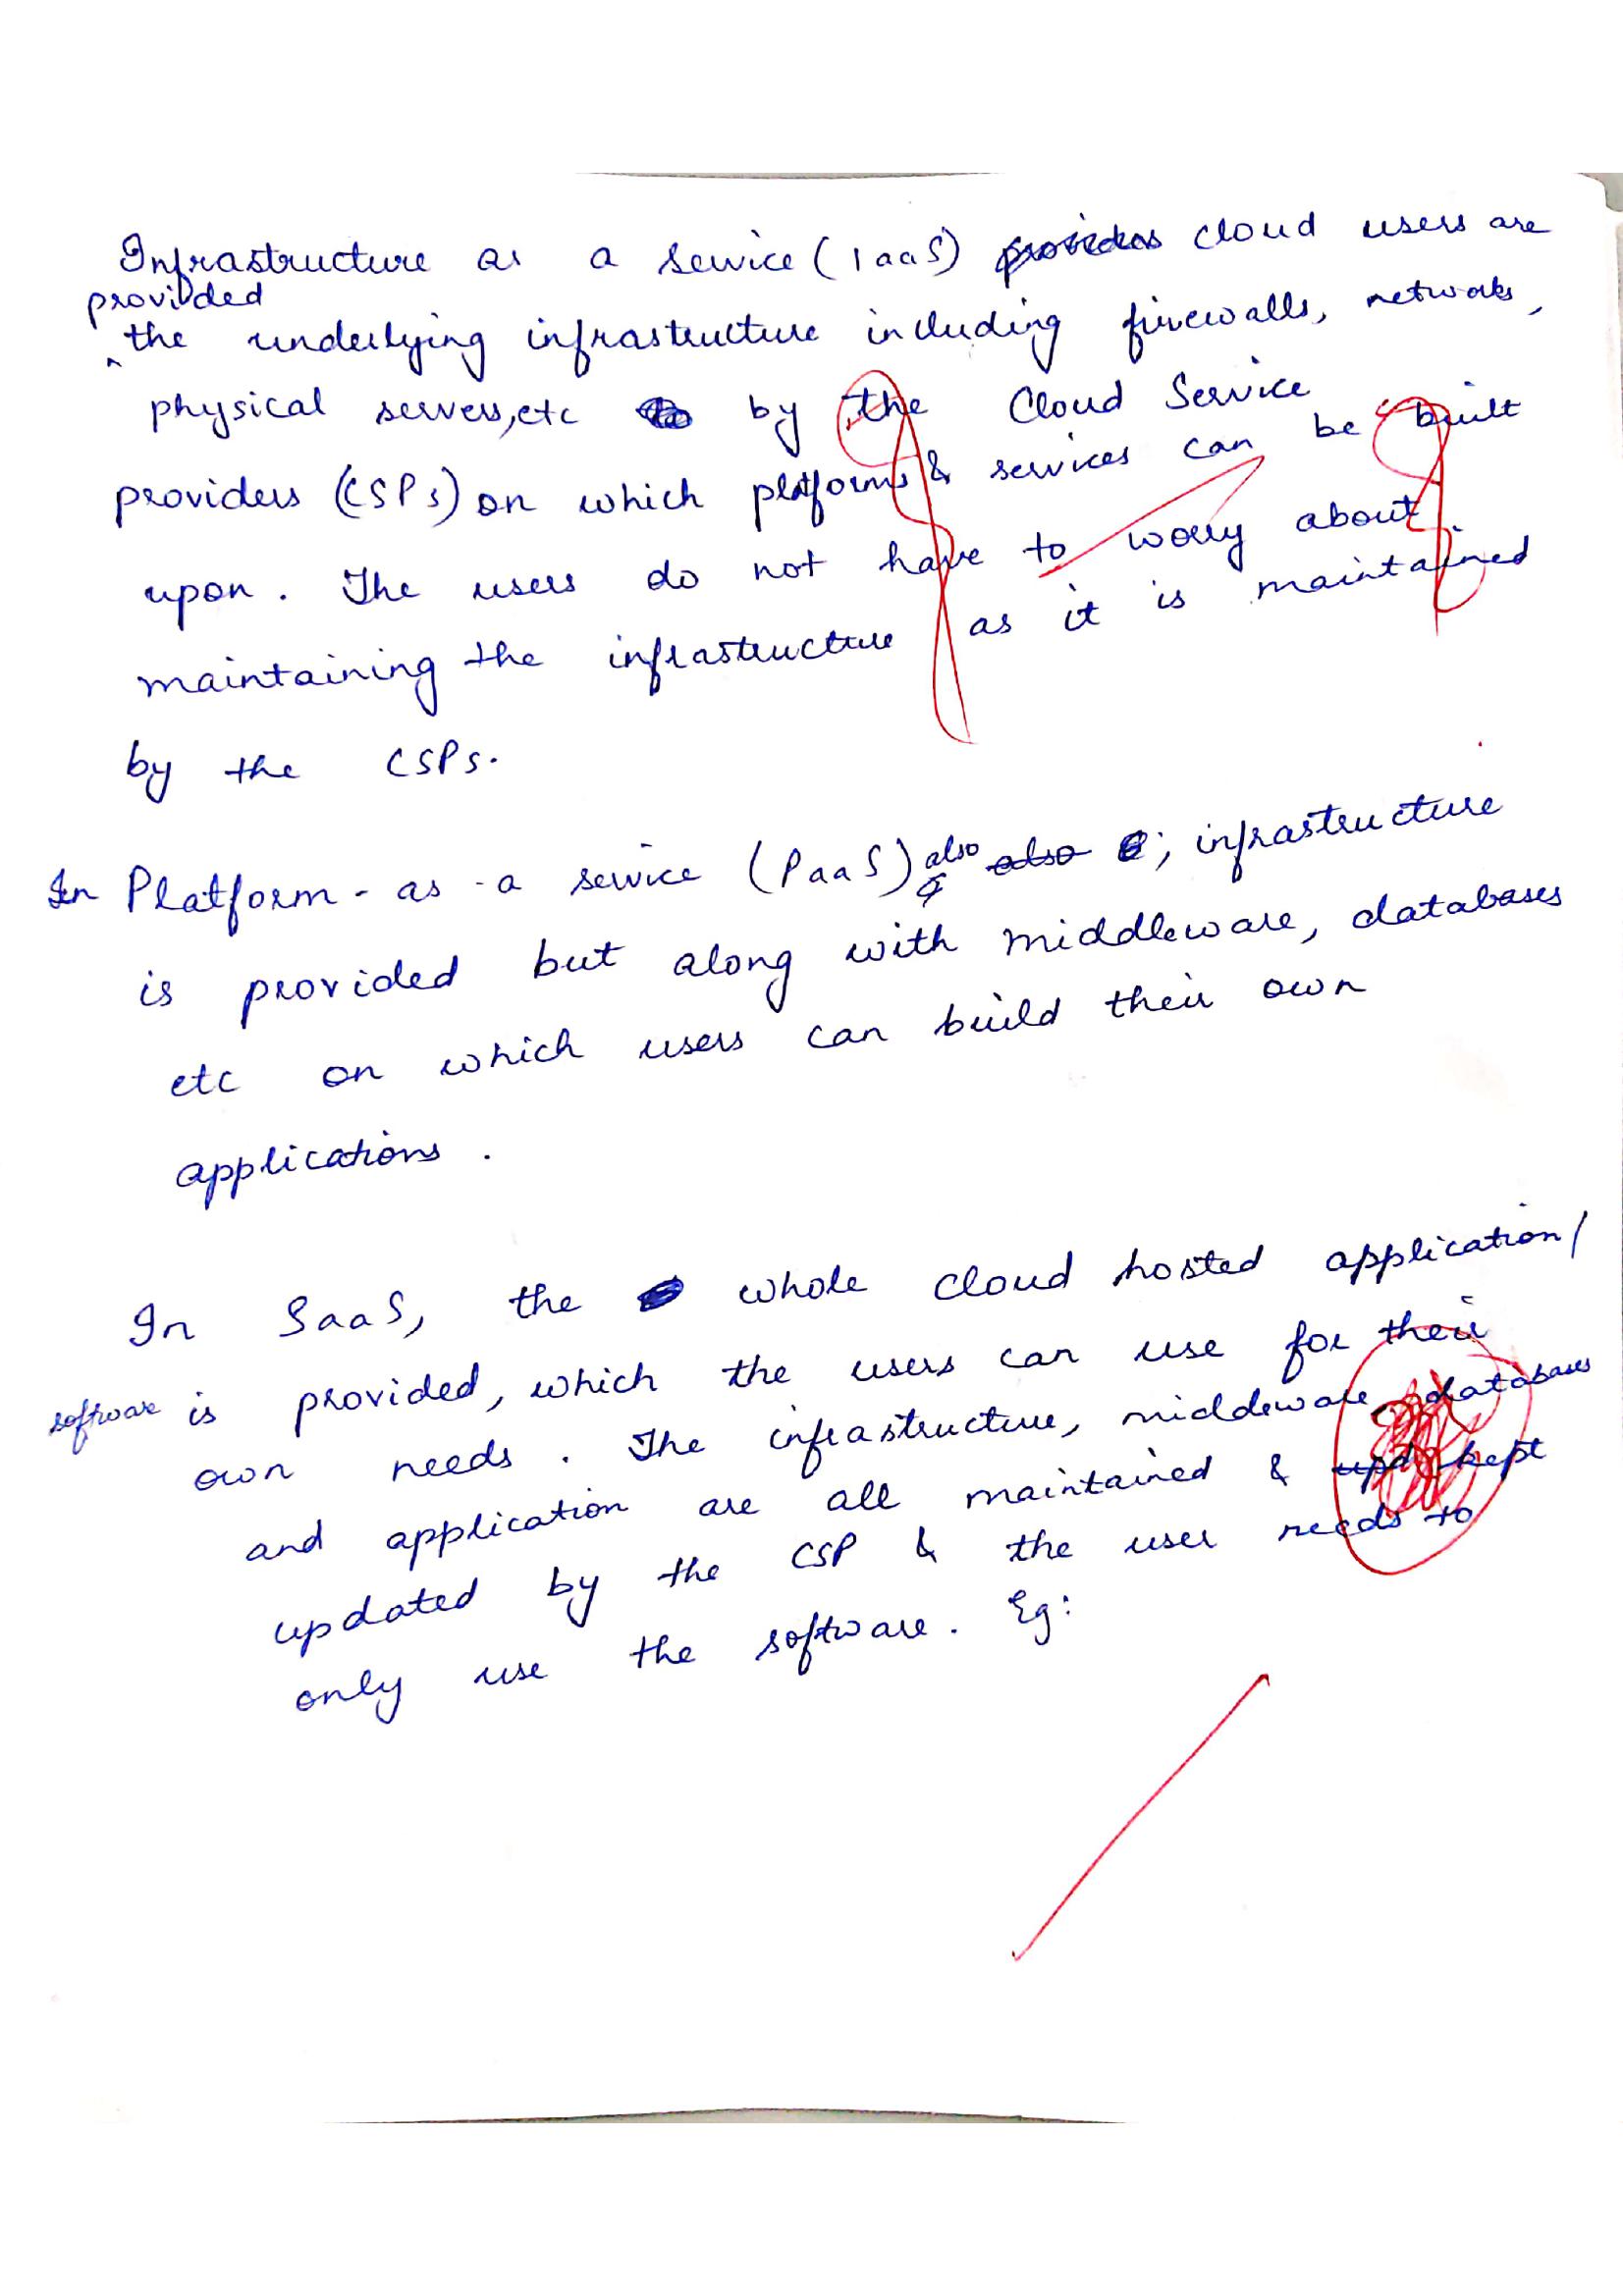 Infrastructure as a service (IaaS) provides cloud users are
provided
the underlying infrastructure including firewalls, networks,
physical servers, etc by the Cloud Service
providers (CSPs) on which platforms & services can be built
upon. The users do not have to worry about
maintaining the infrastructure as it is maintained
by the CSPs.
In Platform-as-a service (PaaS) also also ; infrastructure
is provided but along with middleware, databases
etc on which users can build their own
applications.
In SaaS, the whole cloud hosted application/
software is provided, which the users can use for their
own needs. The infrastructure, middeware, databases
and application are all maintained & upd kept
updated by the CSP & the user needs to
only use the software. Eg: